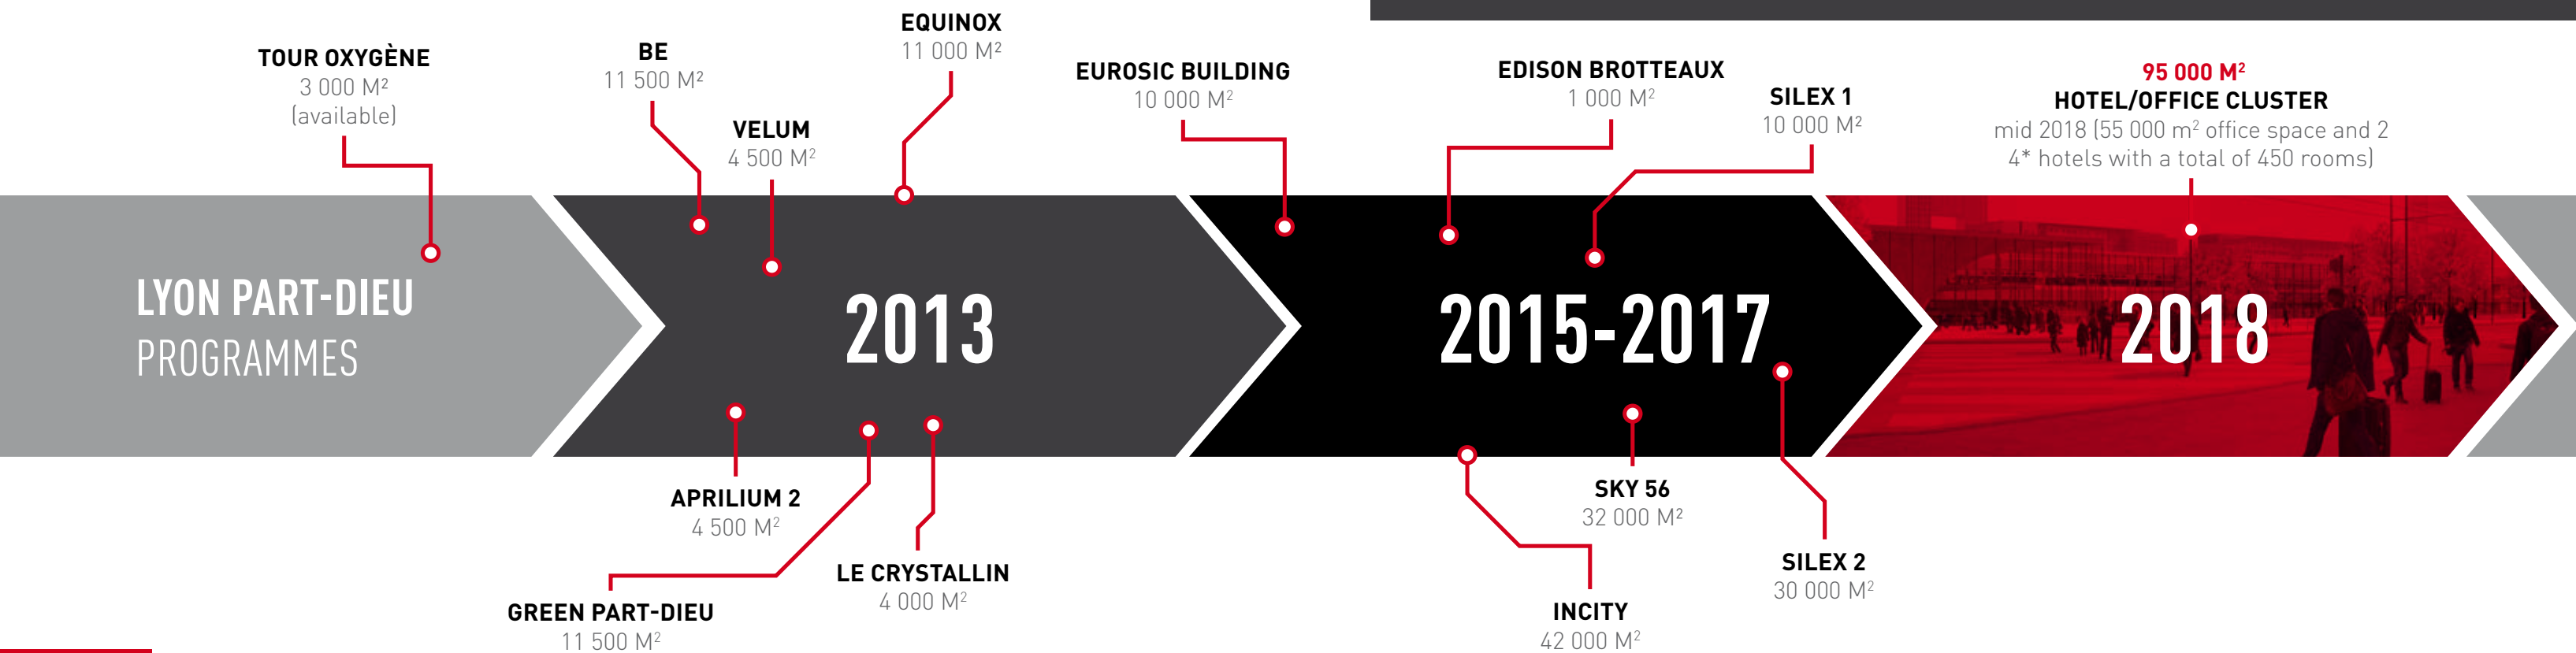 TOUR OXYGÈNE
3 000 M²
(available)
BE
11 500 M²
VELUM
4 500 M²
EQUINOX
11 000 M²
EUROSIC BUILDING
10 000 M²
EDISON BROTTEAUX
1 000 M²
SILEX 1
10 000 M²
95 000 M²
HOTEL/OFFICE CLUSTER
mid 2018 (55 000 m² office space and 2
4* hotels with a total of 450 rooms)
LYON PART-DIEU
PROGRAMMES
2013
2015-2017
2018
APRILIUM 2
4 500 M²
GREEN PART-DIEU
11 500 M²
LE CRYSTALLIN
4 000 M²
SKY 56
32 000 M²
INCITY
42 000 M²
SILEX 2
30 000 M²